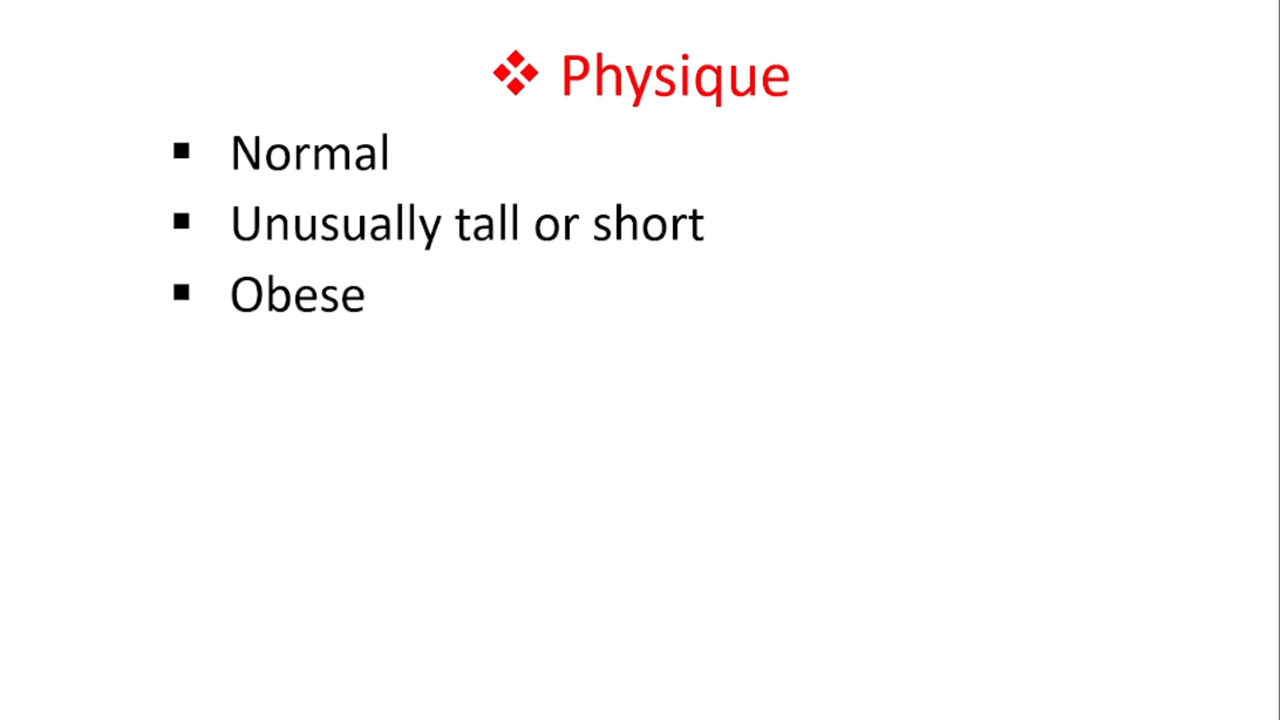 ❖ Physique
▪ Normal
▪ Unusually tall or short
▪ Obese